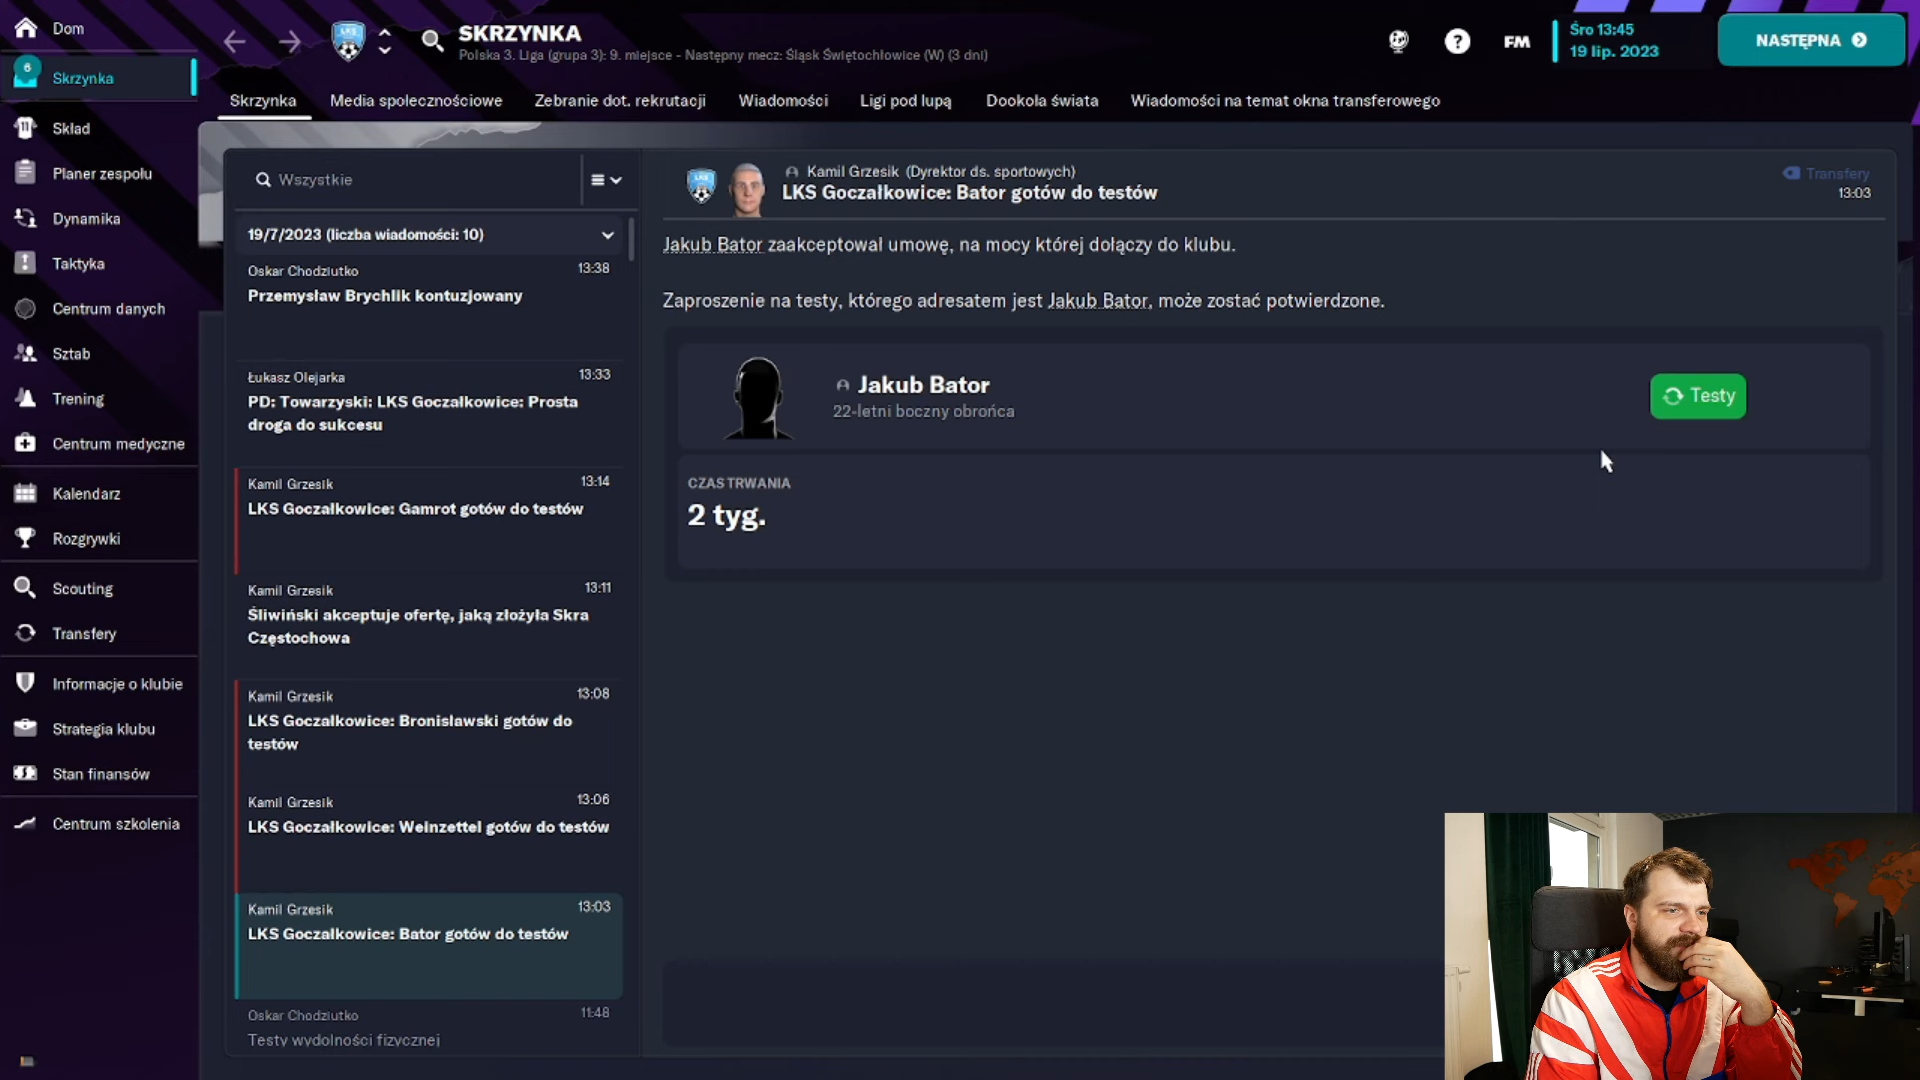 Dom
6
Skrzynka
Skład
Planer zespołu
Dynamika
Taktyka
Centrum danych
Sztab
Trening
Centrum medyczne
Kalendarz
Rozgrywki
Scouting
Transfery
Informacje o klubie
Strategia klubu
Stan finansów
Centrum szkolenia
SKRZYNKA
Polska 3. Liga (grupa 3): 9. miejsce - Następny mecz: Śląsk Świętochłowice (W) (3 dni)
?
FM
Śro 13:45
19 lip. 2023
NASTĘPNA
Skrzynka
Media społecznościowe
Zebranie dot. rekrutacji
Wiadomości
Ligi pod lupą
Dookoła świata
Wiadomości na temat okna transferowego
Wszystkie
19/7/2023 (liczba wiadomości: 10)
Oskar Chodziutko 13:38
Przemysław Brychlik kontuzjowany
Łukasz Olejarka 13:33
PD: Towarzyski: LKS Goczałkowice: Prosta
droga do sukcesu
Kamil Grzesik 13:14
LKS Goczałkowice: Gamrot gotów do testów
Kamil Grzesik 13:11
Śliwiński akceptuje ofertę, jaką złożyła Skra
Częstochowa
Kamil Grzesik 13:08
LKS Goczałkowice: Bronisławski gotów do
testów
Kamil Grzesik 13:06
LKS Goczałkowice: Weinzettel gotów do testów
Kamil Grzesik 13:03
LKS Goczałkowice: Bator gotów do testów
Oskar Chodziutko 11:48
Testy wydolności fizycznej
Kamil Grzesik (Dyrektor ds. sportowych)
LKS Goczałkowice: Bator gotów do testów
Transfery
13:03
Jakub Bator zaakceptował umowę, na mocy której dołączy do klubu.
Zaproszenie na testy, którego adresatem jest Jakub Bator, może zostać potwierdzone.
Jakub Bator
22-letni boczny obrońca
Testy
CZAS TRWANIA
2 tyg.